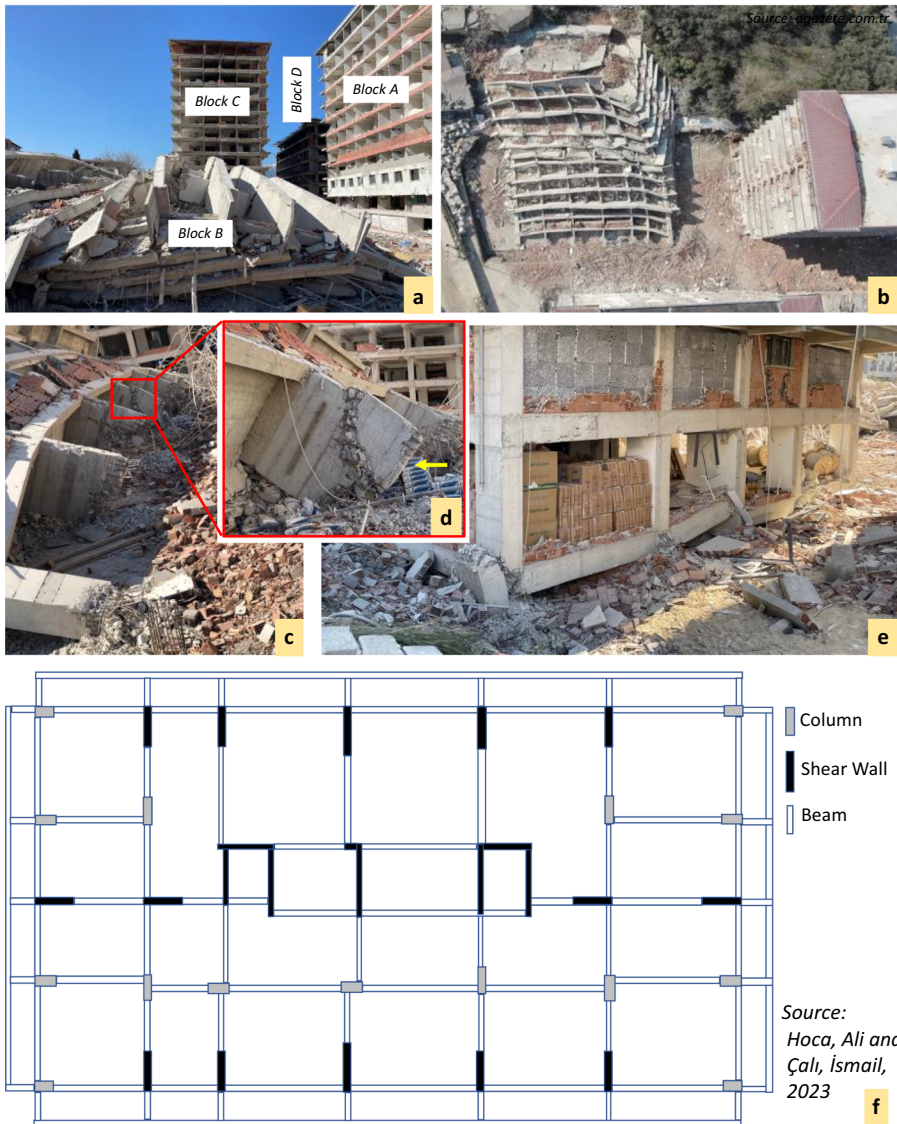 Source: agazete.com.tr
Block C
Block D
Block A
Block B
a
b
c
d
e
Column
Shear Wall
Beam
Source:
Hoca, Ali and
Çalı, İsmail,
2023
f